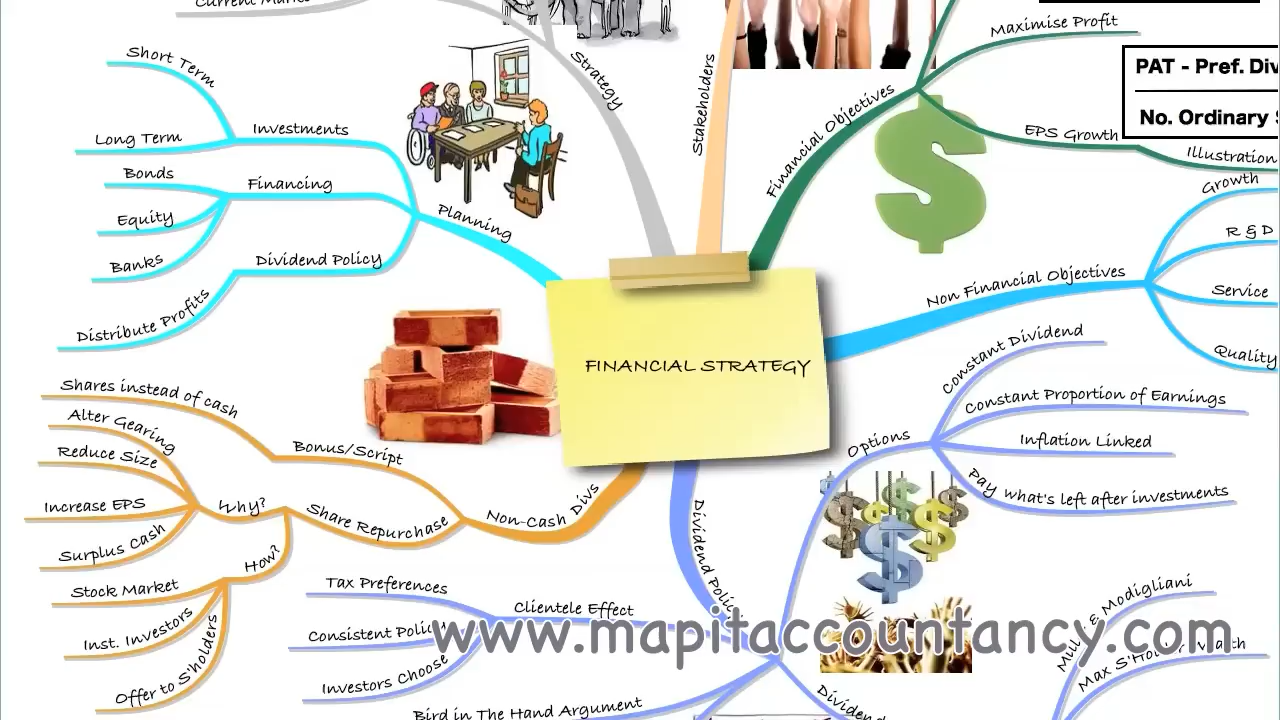 Current Market
Strategy
Stakeholders
Financial Objectives
Maximise Profit
PAT - Pref. Div
No. Ordinary
EPS Growth
Illustration
Short Term
Long Term
Investments
Bonds
Equity
Banks
Financing
Dividend Policy
Distribute Profits
Planning
Growth
R & D
Service
Quality
Non Financial Objectives
FINANCIAL STRATEGY
Constant Dividend
Constant Proportion of Earnings
Inflation Linked
Pay what's left after investments
Options
Shares instead of cash
Bonus/Script
Alter Gearing
Reduce Size
Increase EPS
Surplus Cash
Why?
Share Repurchase
Non-Cash Divs
How?
Stock Market
Inst. Investors
Offer to S'holders
Dividend Policy
Tax Preferences
Consistent Policy
Investors Choose
Clientele Effect
www.mapitaccountancy.com
Bird in The Hand Argument
Dividend
Modigliani
Max